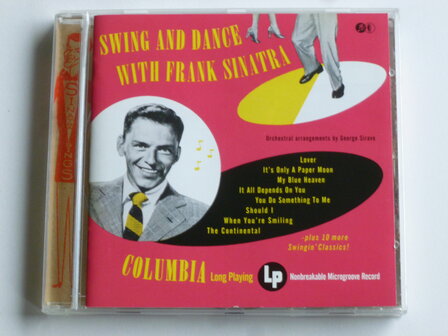 SWING AND DANCE
WITH FRANK SINATRA
Orchestral arrangements by George Siravo
Lover
It's Only A Paper Moon
My Blue Heaven
It All Depends On You
You Do Something To Me
Should I
When You're Smiling
The Continental
-plus 10 more
Swingin' Classics!
COLUMBIA Long Playing LP Nonbreakable Microgroove Record